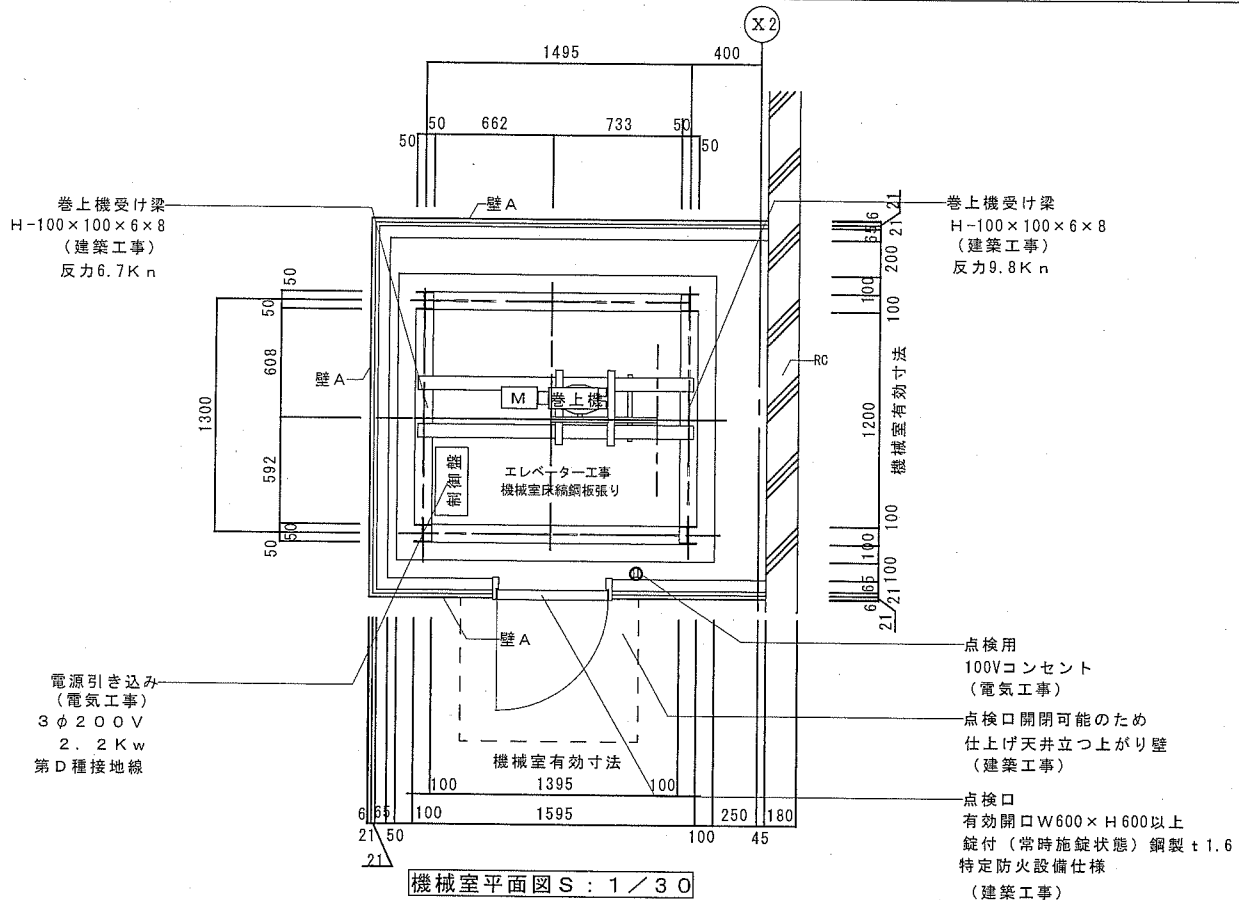 X2
1495
400
50
662
733
50
50
50
壁A
巻上機受け梁
H-100×100×6×8
(建築工事)
反力6.7Kn
巻上機受け梁
H-100×100×6×8
(建築工事)
反力9.8Kn
50
50
608
1300
592
50
50
21
6
21
65
200
100
100
機械室有効寸法
1200
100
100
100
65
21
6
21
RC
壁A
M
巻上機
制御盤
エレベーター工事
機械室床縞鋼板張り
壁A
電源引き込み
(電気工事)
3φ200V
2.2Kw
第D種接地線
点検用
100Vコンセント
(電気工事)
点検口開閉可能のため
仕上げ天井立つ上がり壁
(建築工事)
点検口
有効開口W600×H600以上
錠付(常時施錠状態)鋼製t1.6
特定防火設備仕様
(建築工事)
機械室有効寸法
100
1395
100
6
65
100
1595
250
180
21
50
100
45
21
機械室平面図S:1/30